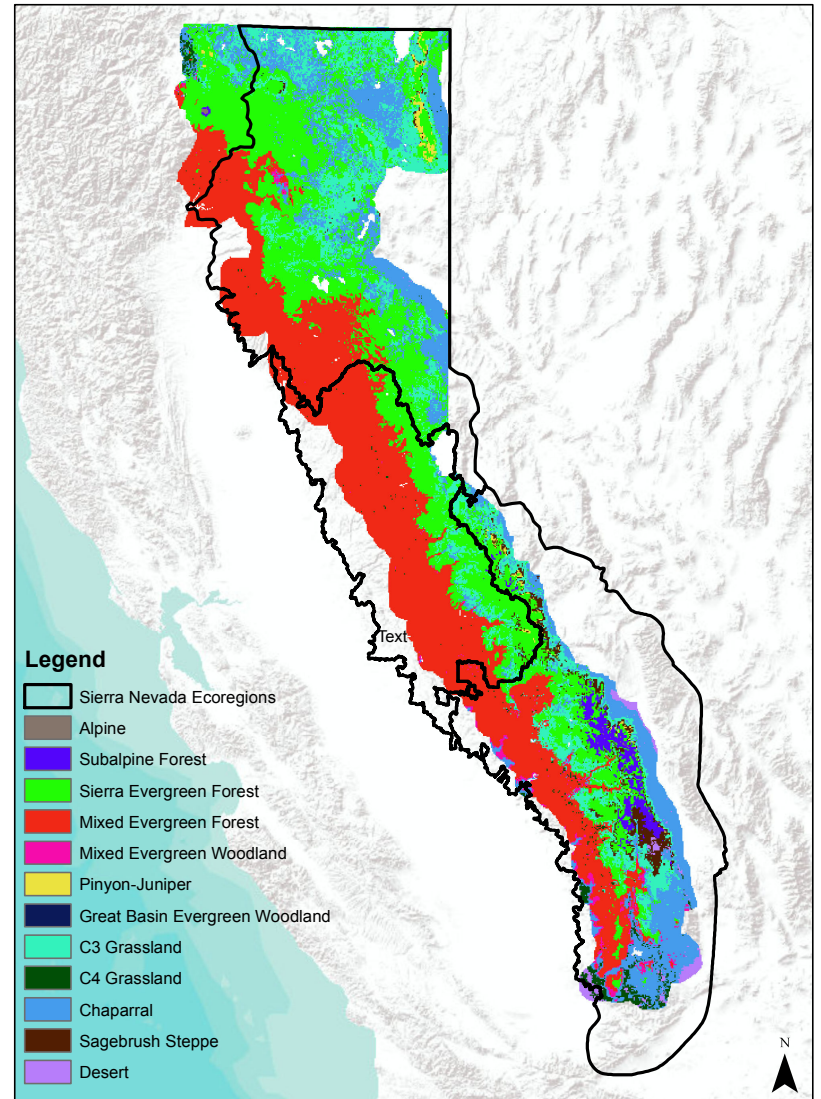 Text
Legend
Sierra Nevada Ecoregions
Alpine
Subalpine Forest
Sierra Evergreen Forest
Mixed Evergreen Forest
Mixed Evergreen Woodland
Pinyon-Juniper
Great Basin Evergreen Woodland
C3 Grassland
C4 Grassland
Chaparral
Sagebrush Steppe
Desert
N